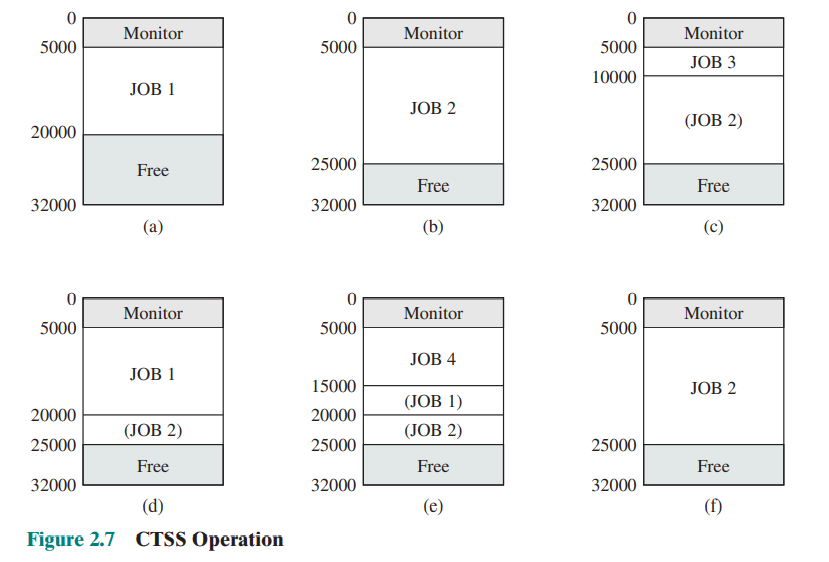 0 0 0
Monitor Monitor Monitor
5000 5000 5000
JOB 3
10000
JOB 1
JOB 2
(JOB 2)
20000
25000 25000
Free
Free Free
32000 32000 32000
(a) (b) (c)
0 0 0
Monitor Monitor Monitor
5000 5000 5000
JOB 4
JOB 1
15000
JOB 2
(JOB 1)
20000 20000
(JOB 2) (JOB 2)
25000 25000 25000
Free Free Free
32000 32000 32000
(d) (e) (f)
Figure 2.7 CTSS Operation